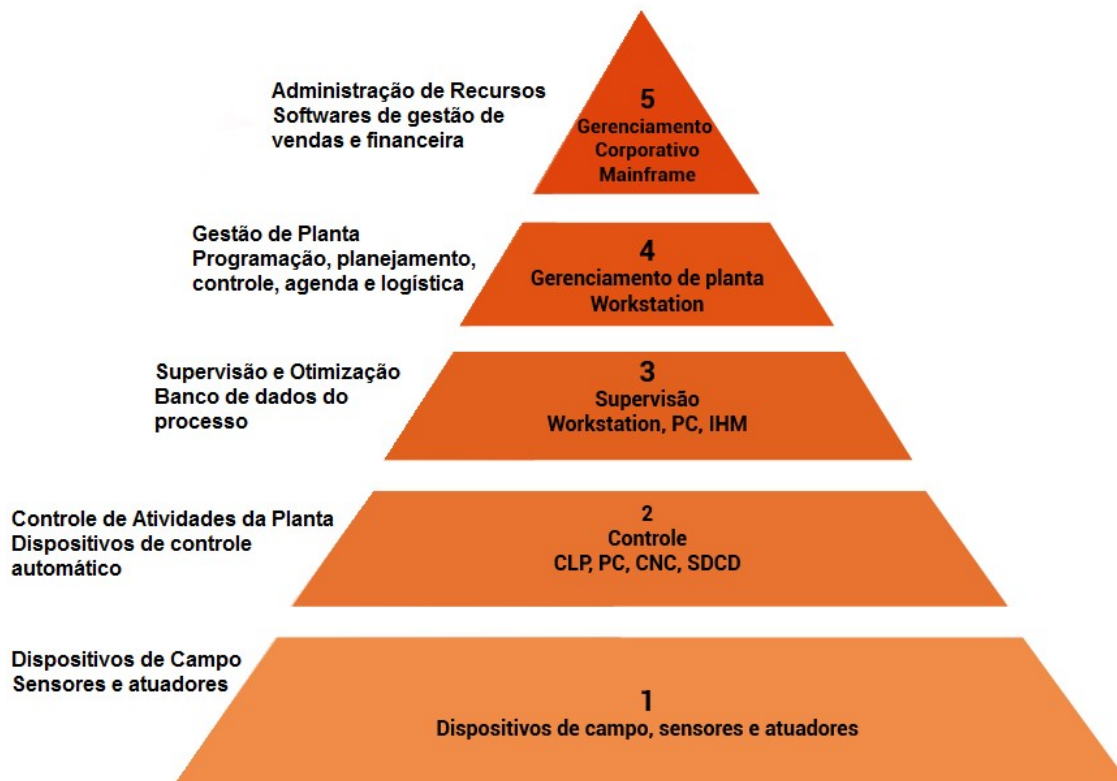 Administração de Recursos
Softwares de gestão de
vendas e financeira
5
Gerenciamento
Corporativo
Mainframe
Gestão de Planta
Programação, planejamento,
controle, agenda e logística
4
Gerenciamento de planta
Workstation
Supervisão e Otimização
Banco de dados do
processo
3
Supervisão
Workstation, PC, IHM
Controle de Atividades da Planta
Dispositivos de controle
automático
2
Controle
CLP, PC, CNC, SDCD
Dispositivos de Campo
Sensores e atuadores
1
Dispositivos de campo, sensores e atuadores